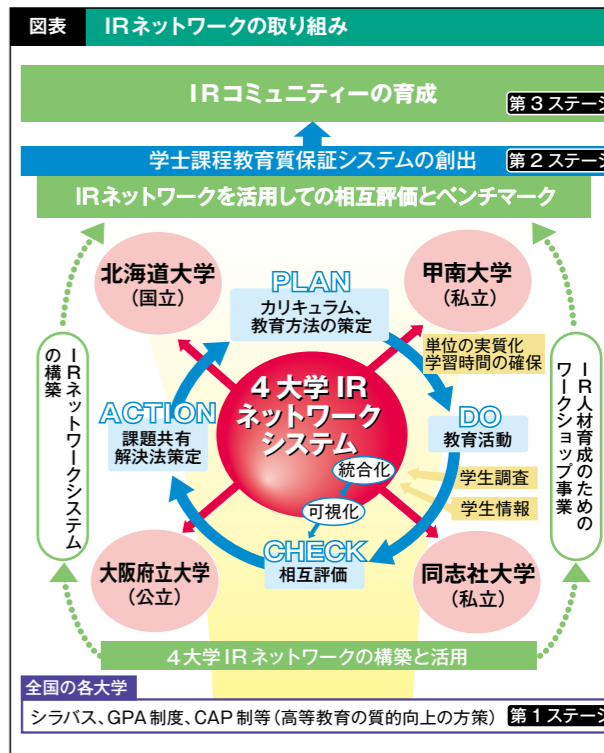 図表 IRネットワークの取り組み
IRコミュニティーの育成
第3ステージ
学士課程教育質保証システムの創出
第2ステージ
IRネットワークを活用しての相互評価とベンチマーク
北海道大学
(国立)
PLAN
カリキュラム、
教育方法の策定
甲南大学
(私立)
単位の実質化
学習時間の確保
IRネットワークシステム
の構築
ACTION
課題共有
解決法策定
4大学IR
ネットワーク
システム
統合化
可視化
DO
教育活動
学生調査
学生情報
IR人材育成のための
ワークショップ事業
CHECK
相互評価
大阪府立大学
(公立)
同志社大学
(私立)
4大学IRネットワークの構築と活用
全国の各大学
シラバス、GPA制度、CAP制等(高等教育の質的向上の方策)
第1ステージ